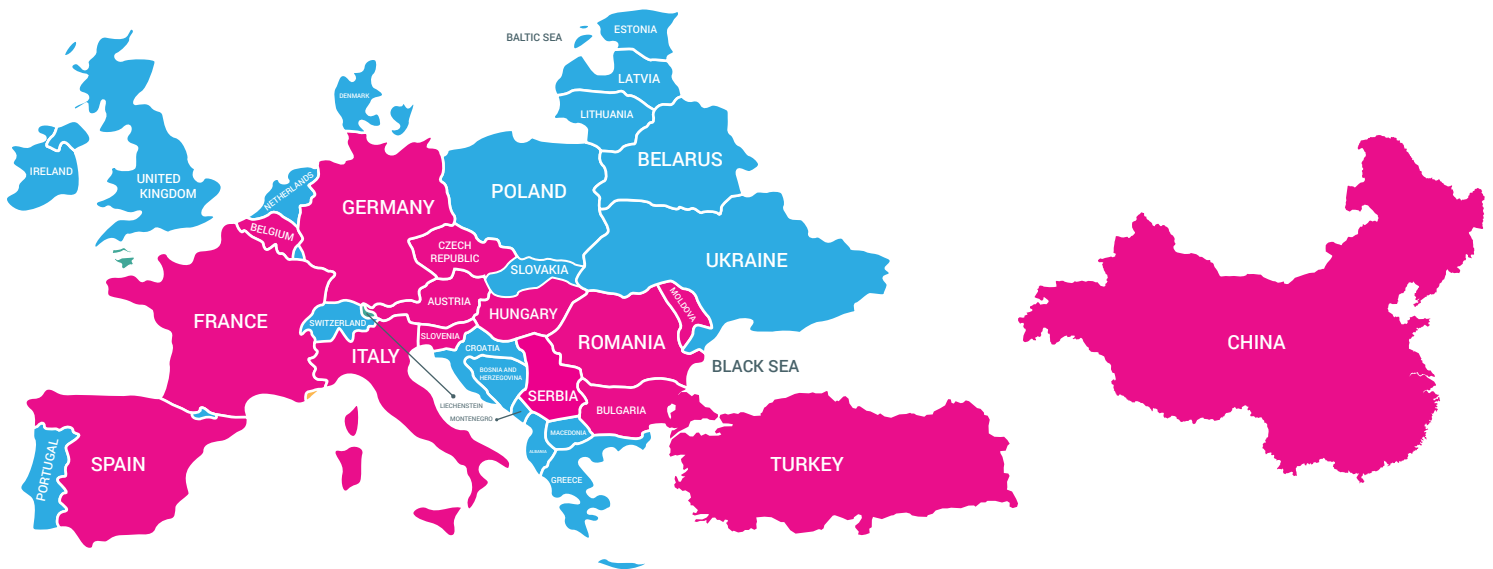 ESTONIA
BALTIC SEA
LATVIA
DENMARK
LITHUANIA
BELARUS
IRELAND
UNITED
KINGDOM
NETHERLANDS
POLAND
GERMANY
BELGIUM
CZECH
REPUBLIC
SLOVAKIA
UKRAINE
AUSTRIA
MOLDOVA
HUNGARY
FRANCE
SWITZERLAND
SLOVENIA
ROMANIA
CHINA
CROATIA
ITALY
BLACK SEA
BOSNIA AND
HERZEGOVINA
SERBIA
LIECHENSTEIN
BULGARIA
MONTENEGRO
MACEDONIA
ALBANIA
PORTUGAL
SPAIN
TURKEY
GREECE